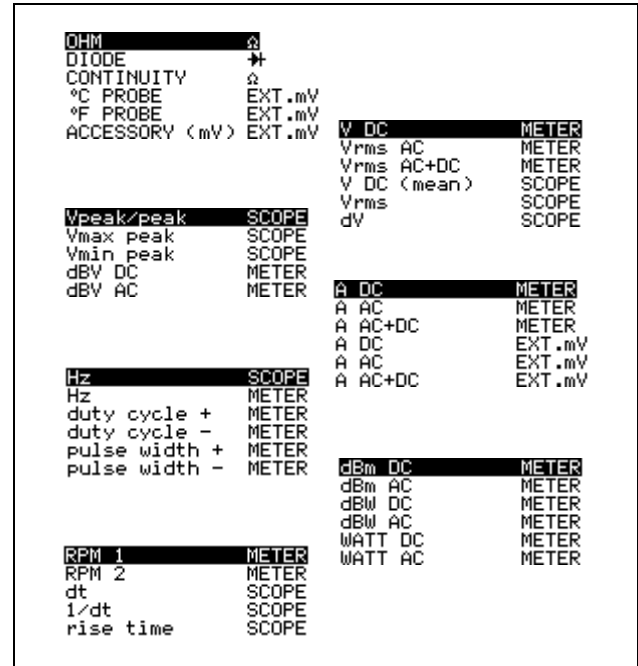 OHM Ω
DIODE
CONTINUITY Ω
°C PROBE EXT.mV
°F PROBE EXT.mV
ACCESSORY (mV) EXT.mV
Vpeak/peak SCOPE
Vmax peak SCOPE
Vmin peak SCOPE
dBV DC METER
dBV AC METER
Hz SCOPE
Hz METER
duty cycle + METER
duty cycle - METER
pulse width + METER
pulse width - METER
RPM 1 METER
RPM 2 METER
dt SCOPE
1/dt SCOPE
rise time SCOPE
V DC METER
Vrms AC METER
Vrms AC+DC METER
V DC (mean) SCOPE
Vrms SCOPE
dV SCOPE
A DC METER
A AC METER
A AC+DC METER
A DC EXT.mV
A AC EXT.mV
A AC+DC EXT.mV
dBm DC METER
dBm AC METER
dBW DC METER
dBW AC METER
WATT DC METER
WATT AC METER